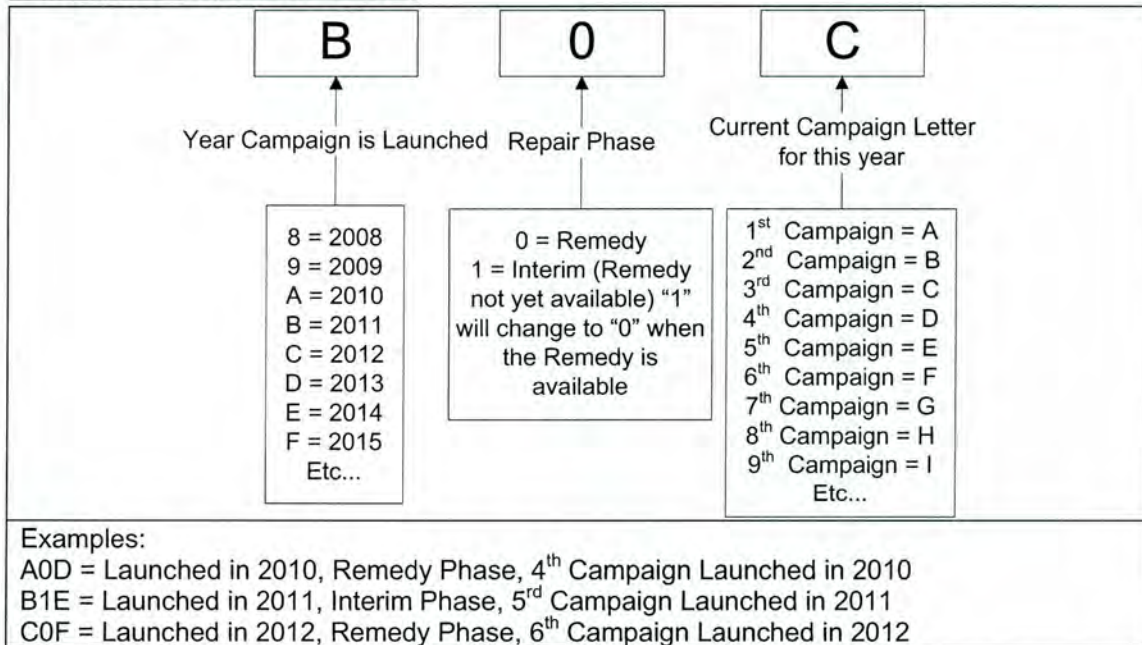 B 0 C
Year Campaign is Launched
Repair Phase
Current Campaign Letter
for this year
8 = 2008
9 = 2009
A = 2010
B = 2011
C = 2012
D = 2013
E = 2014
F = 2015
Etc...
0 = Remedy
1 = Interim (Remedy
not yet available) “1”
will change to “0” when
the Remedy is
available
1st Campaign = A
2nd Campaign = B
3rd Campaign = C
4th Campaign = D
5th Campaign = E
6th Campaign = F
7th Campaign = G
8th Campaign = H
9th Campaign = I
Etc...
Examples:
A0D = Launched in 2010, Remedy Phase, 4th Campaign Launched in 2010
B1E = Launched in 2011, Interim Phase, 5rd Campaign Launched in 2011
C0F = Launched in 2012, Remedy Phase, 6th Campaign Launched in 2012